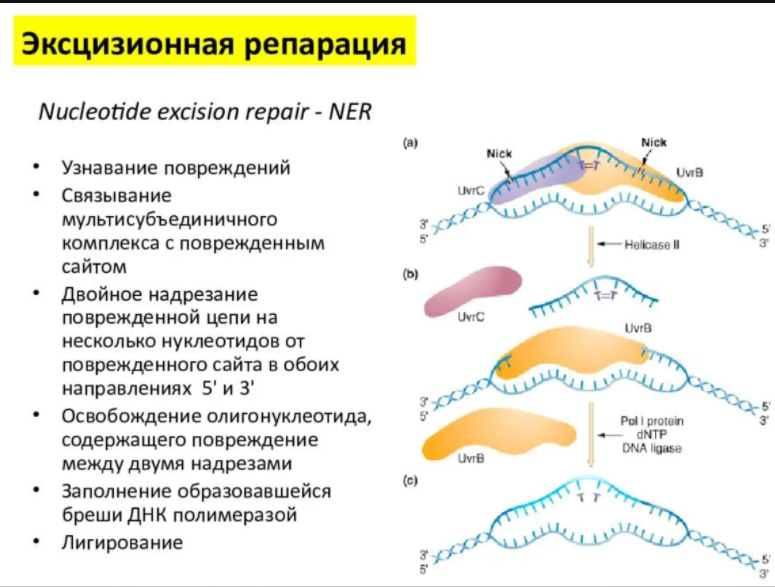 Эксцизионная репарация
Nucleotide excision repair - NER
• Узнавание повреждений
• Связывание
мультисубъединичного
комплекса с поврежденным
сайтом
• Двойное надрезание
поврежденной цепи на
несколько нуклеотидов от
поврежденного сайта в обоих
направлениях 5' и 3'
• Освобождение олигонуклеотида,
содержащего повреждение
между двумя надрезами
• Заполнение образовавшейся
бреши ДНК полимеразой
• Лигирование
(a)
Nick
Nick
UvrC
UvrB
T=T
3'
5'
5'
3'
Helicase II
(b)
UvrC
T=T
UvrB
3'
5'
5'
3'
UvrB
Pol I protein
dNTP
DNA ligase
(c)
T T
3'
5'
5'
3'